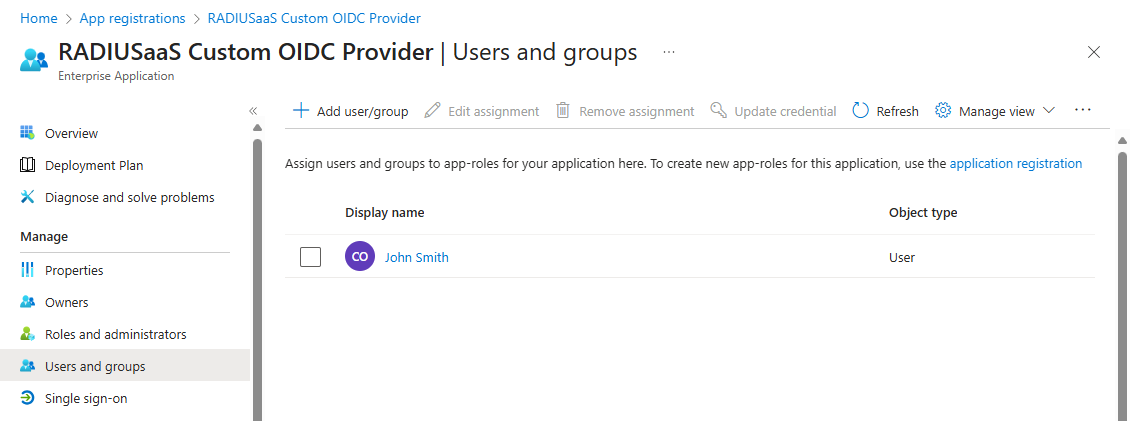 Home > App registrations > RADIUSaaS Custom OIDC Provider
RADIUSaaS Custom OIDC Provider | Users and groups ...
Enterprise Application
Overview
Deployment Plan
Diagnose and solve problems
Manage
Properties
Owners
Roles and administrators
Users and groups
Single sign-on
Add user/group Edit assignment Remove assignment Update credential Refresh Manage view ...
Assign users and groups to app-roles for your application here. To create new app-roles for this application, use the application registration
Display name Object type
CO John Smith User